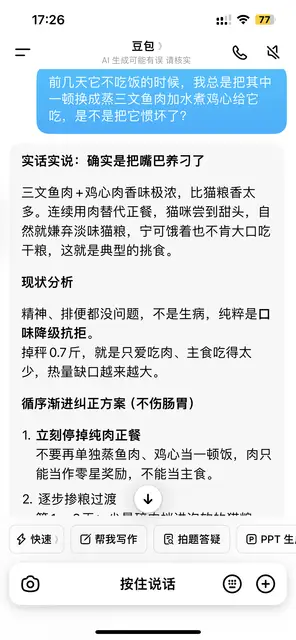 17:26
77
豆包
AI 生成可能有误 请核实
前几天它不吃饭的时候，我总是把其中
一顿换成蒸三文鱼肉加水煮鸡心给它
吃，是不是把它惯坏了？
实话实说：确实是把嘴巴养刁了
三文鱼肉+鸡心肉香味极浓，比猫粮香太
多。连续用肉替代正餐，猫咪尝到甜头，自
然就嫌弃淡味猫粮，宁可饿着也不肯大口吃
干粮，这就是典型的挑食。
现状分析
精神、排便都没问题，不是生病，纯粹是口
味降级抗拒。
掉秤 0.7 斤，就是只爱吃肉、主食吃得太
少，热量缺口越来越大。
循序渐进纠正方案（不伤肠胃）
1. 立刻停掉纯肉正餐
不要再单独蒸鱼肉、鸡心当一顿饭，肉只
能当作零星奖励，不能当主食。
2. 逐步掺粮过渡
快速
帮我写作
拍题答疑
PPT 生
按住说话